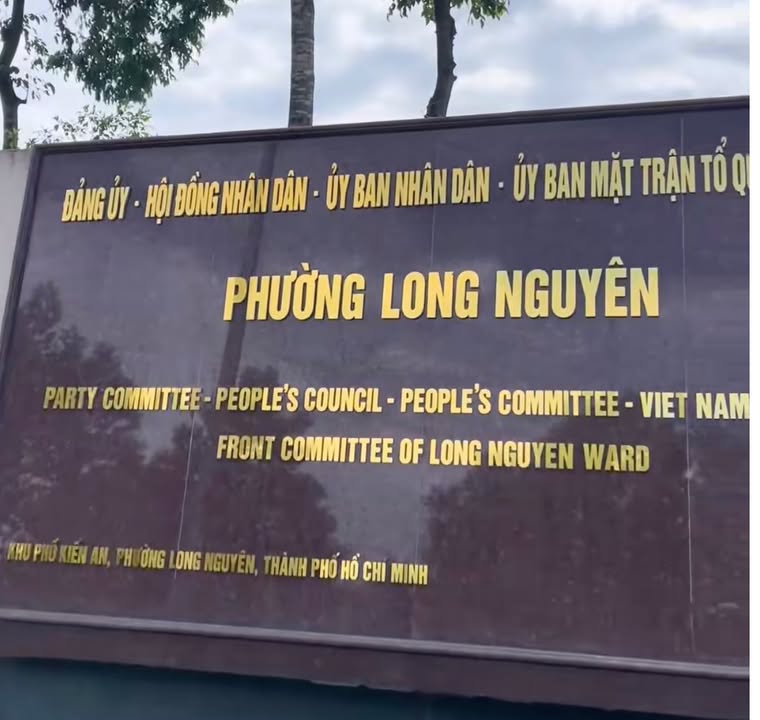 ĐẢNG ỦY · HỘI ĐỒNG NHÂN DÂN · ỦY BAN NHÂN DÂN · ỦY BAN MẶT TRẬN TỔ
PHƯỜNG LONG NGUYÊN
PARTY COMMITTEE - PEOPLE'S COUNCIL - PEOPLE'S COMMITTEE - VIET NAM
FRONT COMMITTEE OF LONG NGUYEN WARD
KHU PHỐ KIẾN AN, PHƯỜNG LONG NGUYÊN, THÀNH PHỐ HỒ CHÍ MINH